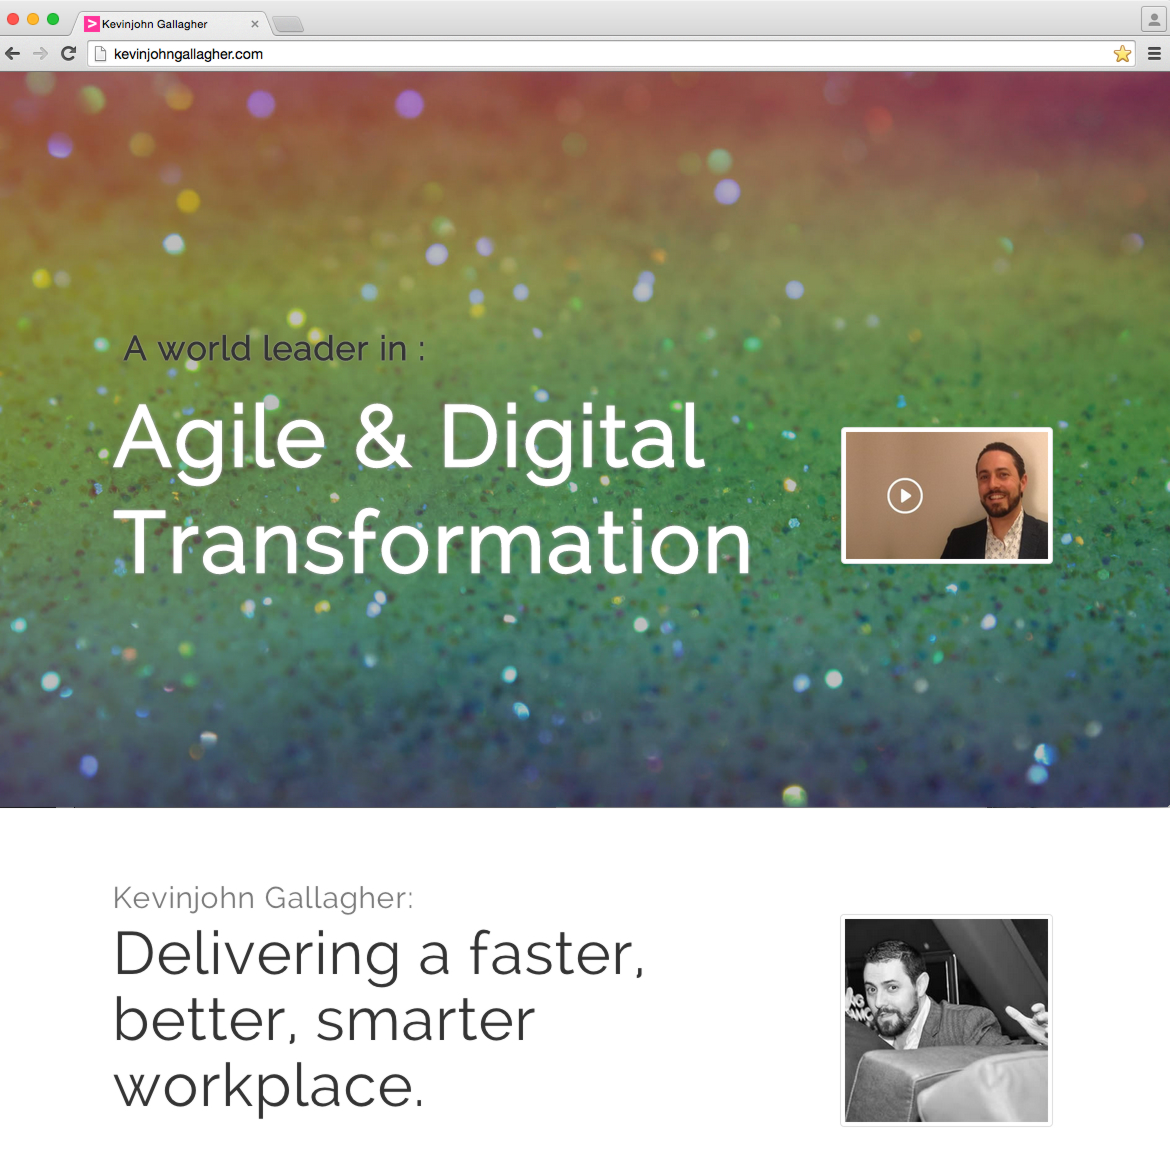 Kevinjohn Gallagher
kevinjohngallagher.com
A world leader in :
Agile & Digital
Transformation
Kevinjohn Gallagher:
Delivering a faster,
better, smarter
workplace.